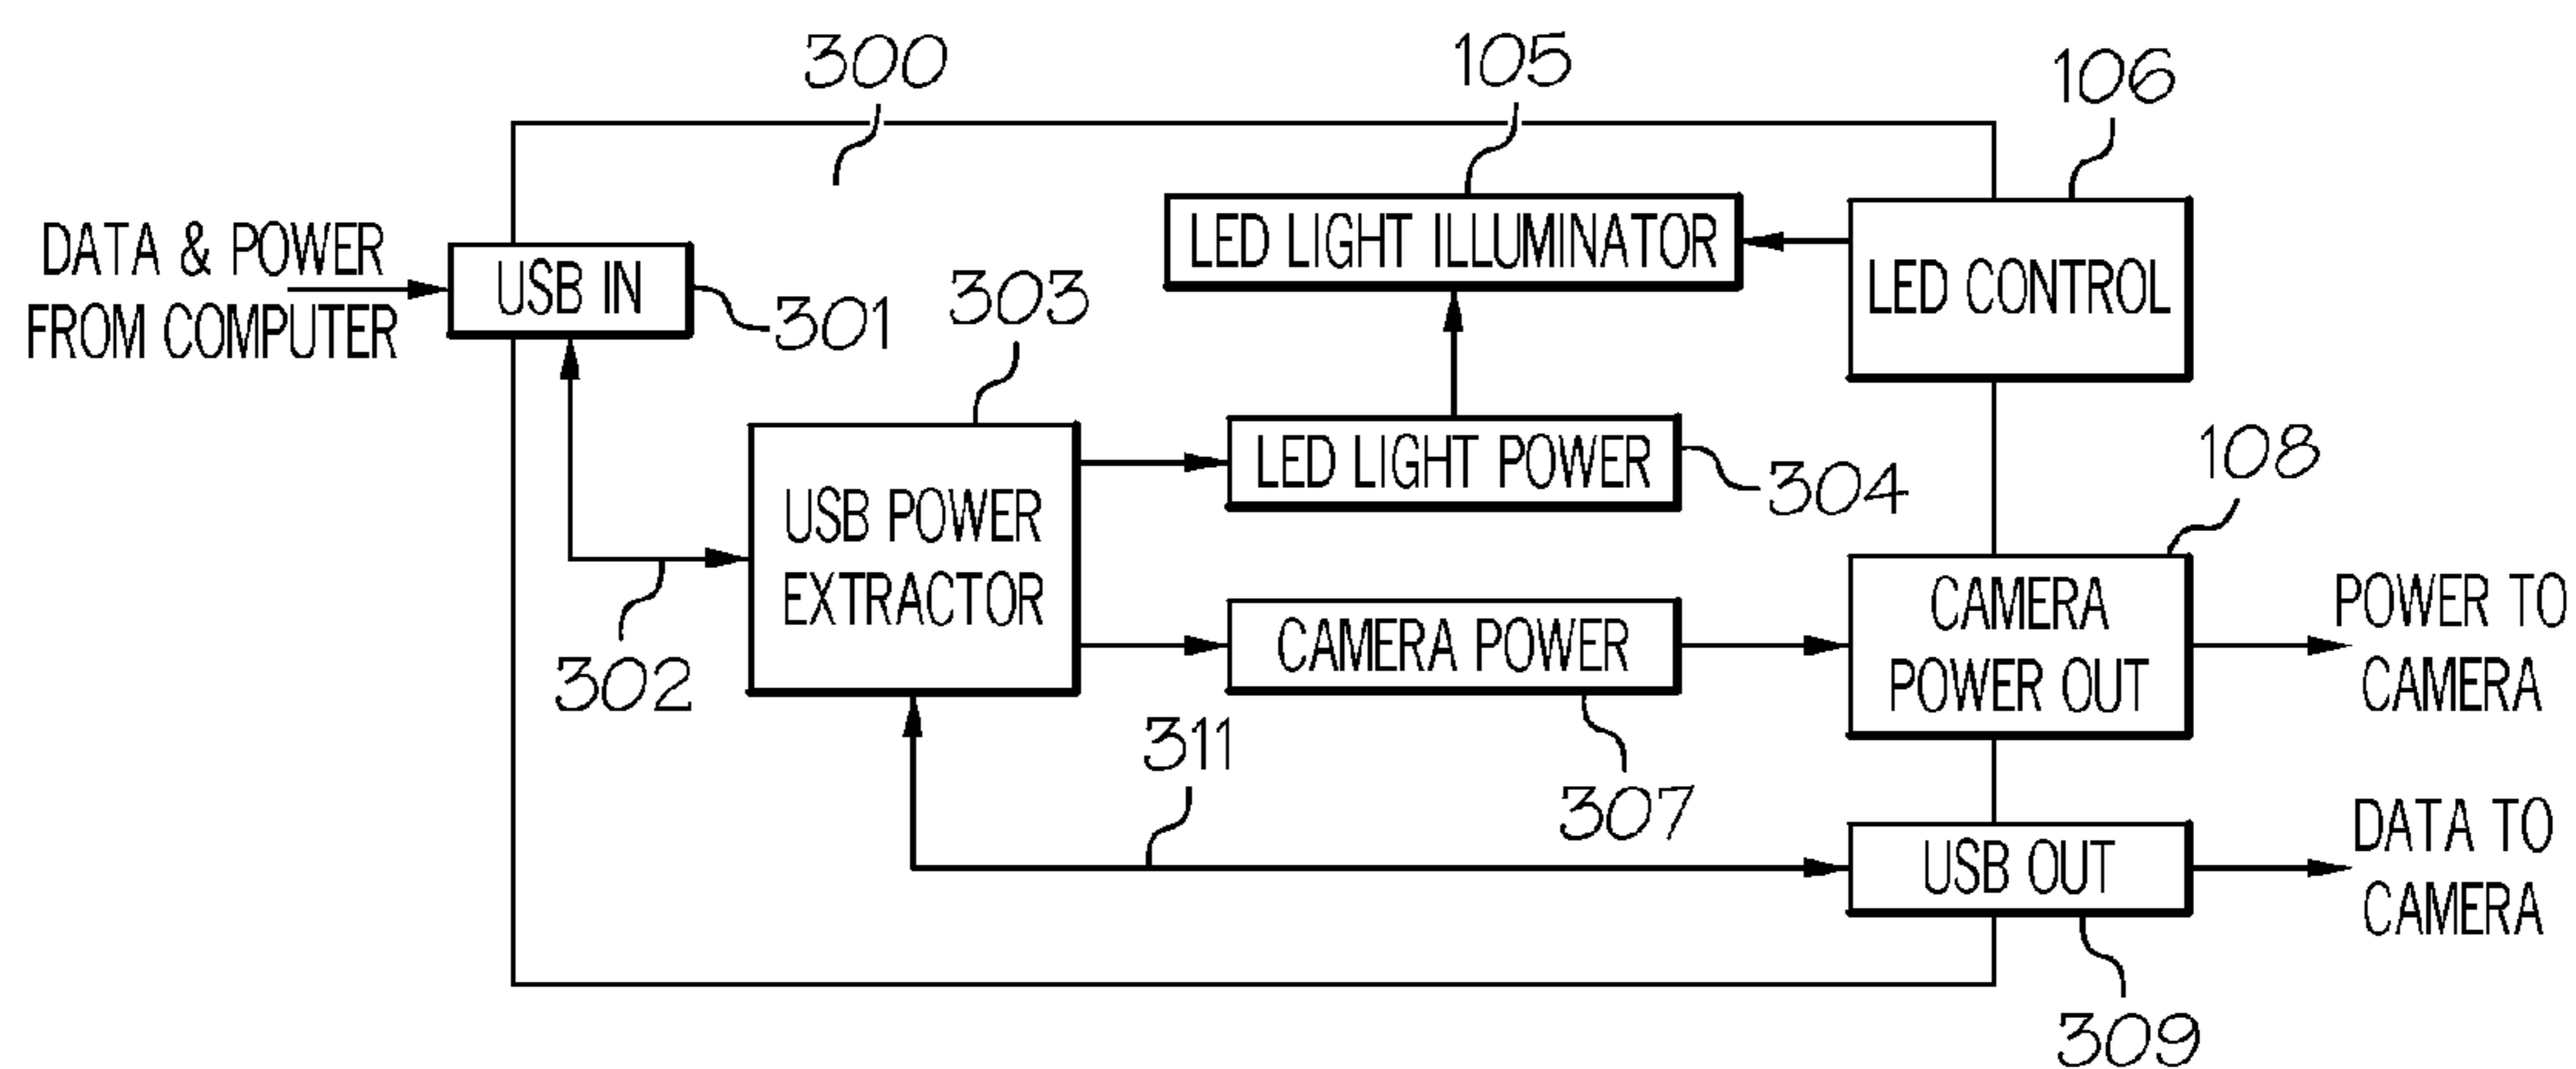 300
105
106
DATA & POWER
FROM COMPUTER
USB IN
301
303
LED LIGHT ILLUMINATOR
LED CONTROL
302
USB POWER
EXTRACTOR
LED LIGHT POWER
304
108
CAMERA POWER
307
CAMERA
POWER OUT
POWER TO
CAMERA
311
USB OUT
309
DATA TO
CAMERA